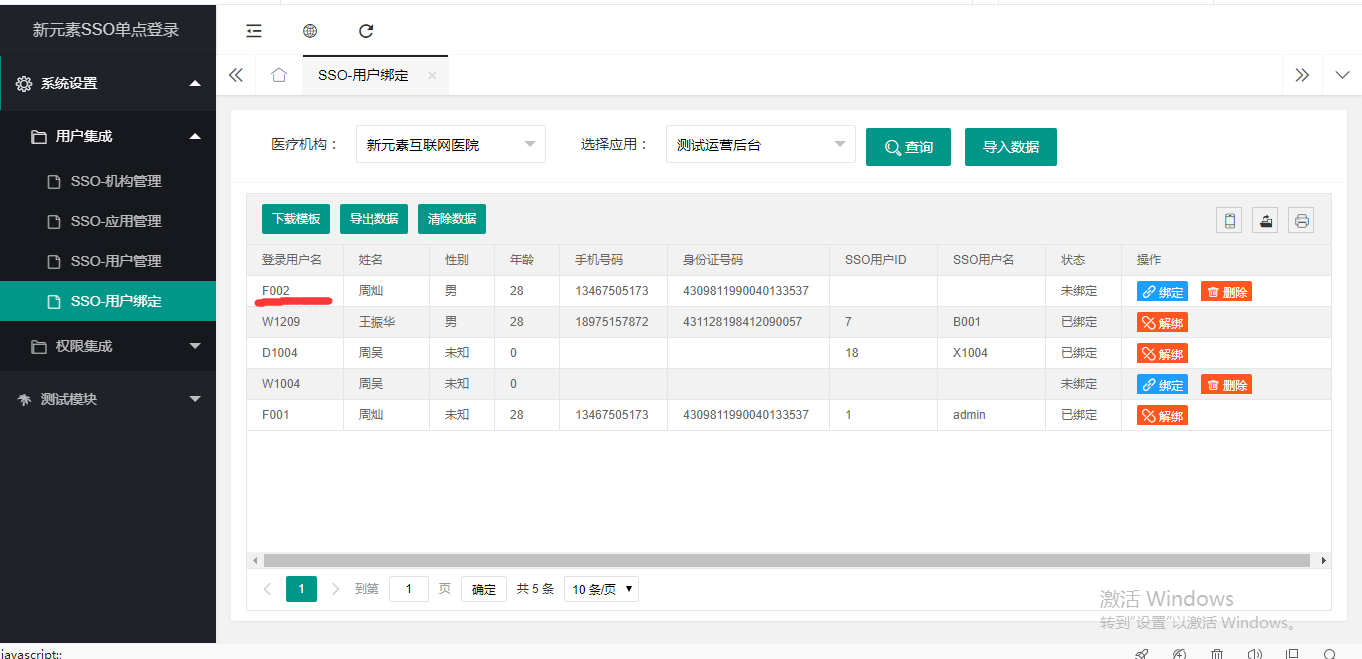 新元素SSO单点登录
系统设置
用户集成
SSO-机构管理
SSO-应用管理
SSO-用户管理
SSO-用户绑定
权限集成
测试模块
SSO-用户绑定 ×
医疗机构： 新元素互联网医院 选择应用： 测试运营后台 查询 导入数据
下载模板 导出数据 清除数据
登录用户名 姓名 性别 年龄 手机号码 身份证号码 SSO用户ID SSO用户名 状态 操作
F002 周灿 男 28 13467505173 4309811990040133537 未绑定 绑定 删除
W1209 王振华 男 28 18975157872 431128198412090057 7 B001 已绑定 解绑
D1004 周吴 未知 0 18 X1004 已绑定 解绑
W1004 周吴 未知 0 未绑定 绑定 删除
F001 周灿 未知 28 13467505173 4309811990040133537 1 admin 已绑定 解绑
1 到第 1 页 确定 共 5 条 10 条/页
激活 Windows
转到“设置”以激活 Windows。
javascript:;